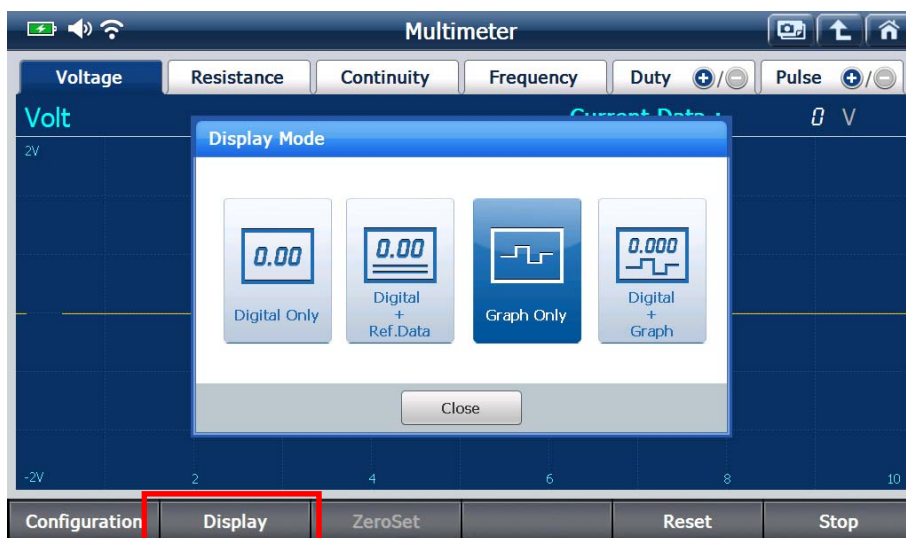 Multimeter
Voltage Resistance Continuity Frequency Duty +/- Pulse +/-
Volt Current Data : 0 V
2V
Display Mode
0.00
Digital Only
0.00
Digital
+
Ref.Data
Graph Only
0.000
Digital
+
Graph
Close
-2V 2 4 6 8 10
Configuration Display ZeroSet Reset Stop